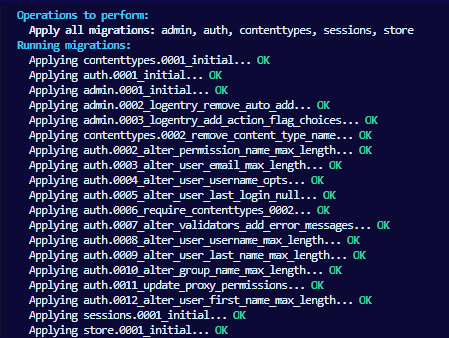 Operations to perform:
Apply all migrations: admin, auth, contenttypes, sessions, store
Running migrations:
Applying contenttypes.0001_initial... OK
Applying auth.0001_initial... OK
Applying admin.0001_initial... OK
Applying admin.0002_logentry_remove_auto_add... OK
Applying admin.0003_logentry_add_action_flag_choices... OK
Applying contenttypes.0002_remove_content_type_name... OK
Applying auth.0002_alter_permission_name_max_length... OK
Applying auth.0003_alter_user_email_max_length... OK
Applying auth.0004_alter_user_username_opts... OK
Applying auth.0005_alter_user_last_login_null... OK
Applying auth.0006_require_contenttypes_0002... OK
Applying auth.0007_alter_validators_add_error_messages... OK
Applying auth.0008_alter_user_username_max_length... OK
Applying auth.0009_alter_user_last_name_max_length... OK
Applying auth.0010_alter_group_name_max_length... OK
Applying auth.0011_update_proxy_permissions... OK
Applying auth.0012_alter_user_first_name_max_length... OK
Applying sessions.0001_initial... OK
Applying store.0001_initial... OK